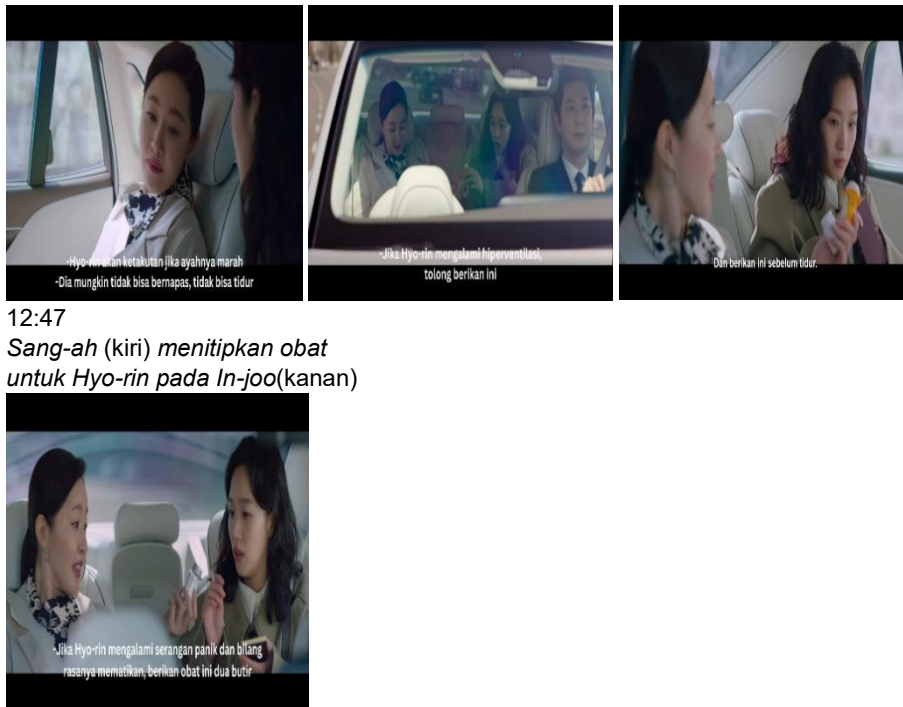 -Hyo-rin akan ketakutan jika ayahnya marah
-Dia mungkin tidak bisa bernapas, tidak bisa tidur
-Jika Hyo-rin mengalami hiperventilasi,
tolong berikan ini
Dan berikan ini sebelum tidur.
12:47
Sang-ah (kiri) menitipkan obat
untuk Hyo-rin pada In-joo(kanan)
-Jika Hyo-rin mengalami serangan panik dan bilang
rasanya mematikan, berikan obat ini dua butir